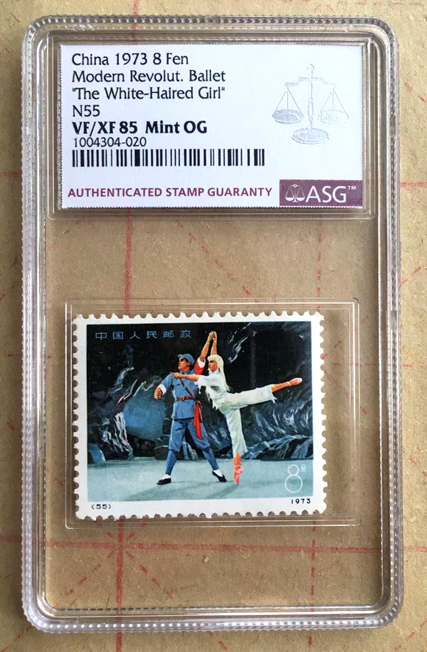 China 1973 8 Fen
Modern Revolut. Ballet
"The White-Haired Girl"
N55
VF/XF 85 Mint OG
1004304-020
AUTHENTICATED STAMP GUARANTY ASG™
中国人民邮政
8分
(55) 1973